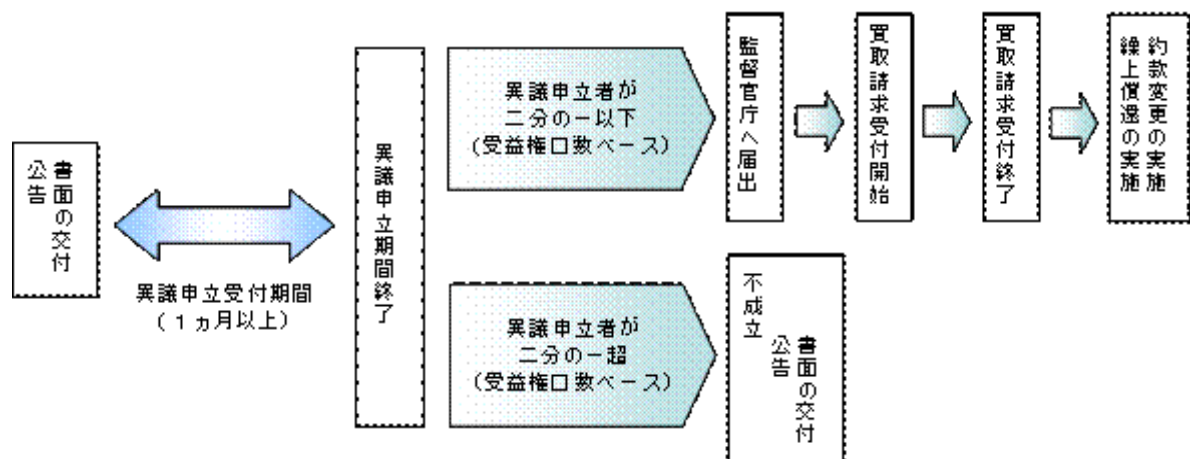 書面の交付
公告
異議申立受付期間
(1ヵ月以上)
異議申立期間終了
異議申立者が
二分の一以下
(受益権口数ベース)
監督官庁へ届出
買取請求受付開始
買取請求受付終了
約款変更の実施
繰上償還の実施
異議申立者が
二分の一超
(受益権口数ベース)
不成立
書面の交付
公告